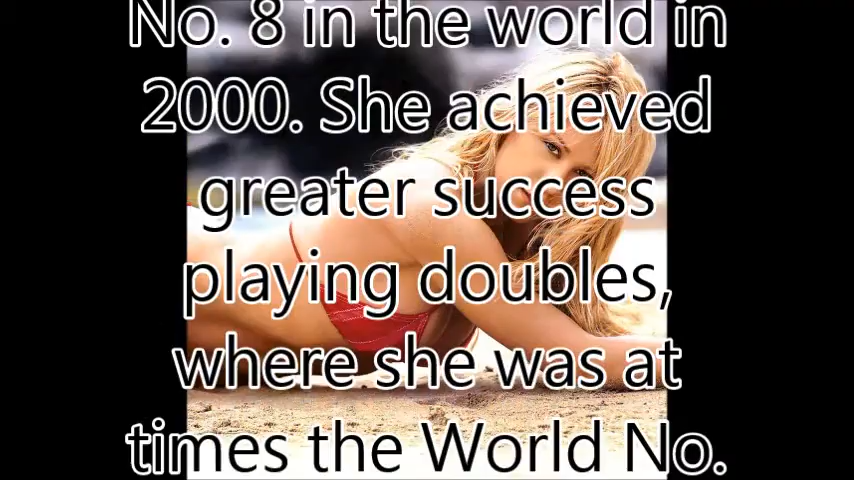 No. 8 in the world in
2000. She achieved
greater success
playing doubles,
where she was at
times the World No.